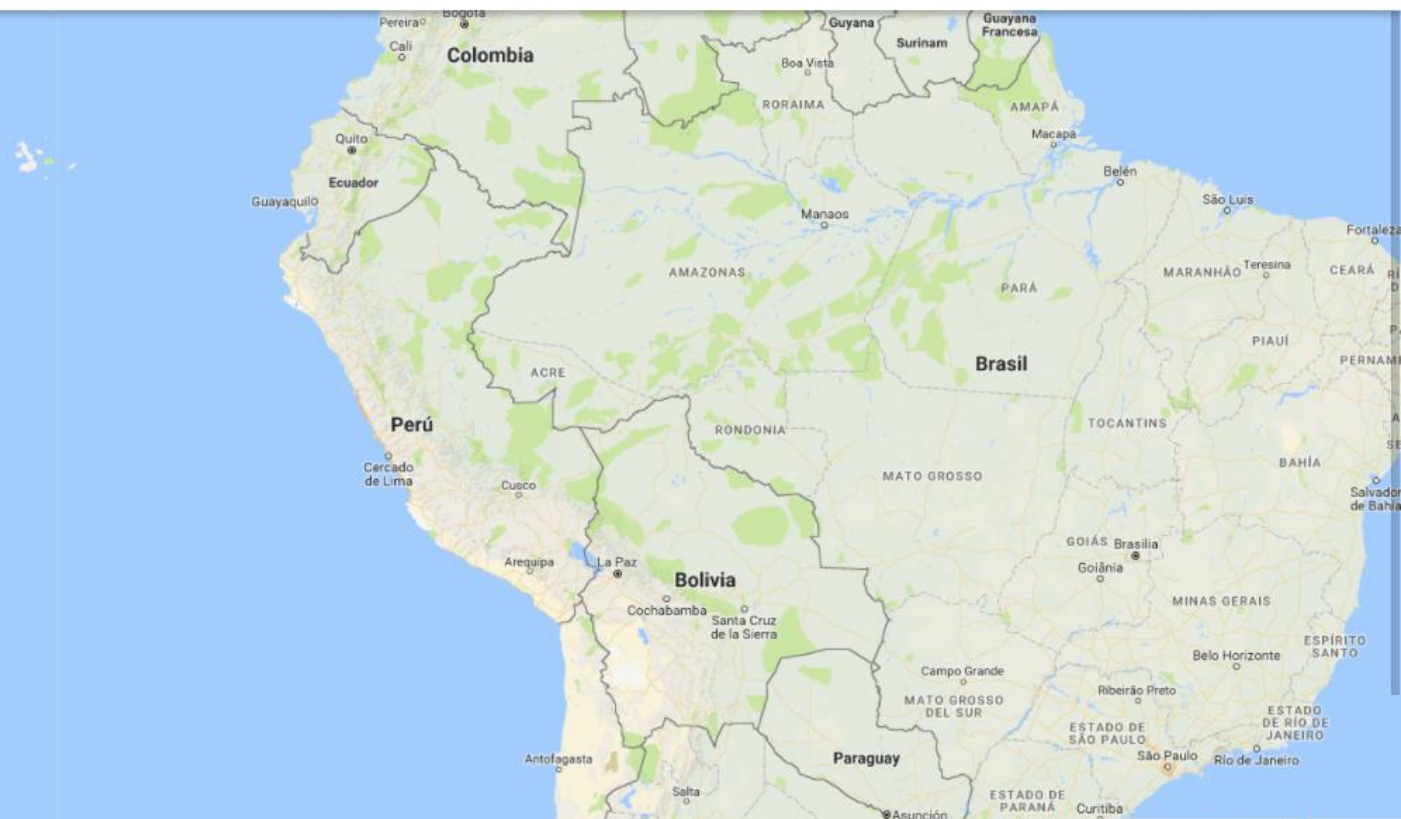 Bogotá
Pereira
Cali
Colombia
Guyana
Guayana
Francesa
Surinam
Boa Vista
RORAIMA
AMAPÁ
Macapá
Quito
Ecuador
Guayaquil
Belén
São Luis
Manaos
Fortaleza
AMAZONAS
PARÁ
MARANHÃO
Teresina
CEARÁ
PIAUÍ
PERNAM
ACRE
Brasil
Perú
RONDONIA
TOCANTINS
Cercado
de Lima
Cusco
MATO GROSSO
BAHÍA
Salvador
de Bahía
GOIÁS
Brasilia
Goiânia
Arequipa
La Paz
Bolivia
Cochabamba
Santa Cruz
de la Sierra
MINAS GERAIS
ESPÍRITO
SANTO
Belo Horizonte
Campo Grande
Ribeirão Preto
MATO GROSSO
DEL SUR
ESTADO
DE RÍO DE
JANEIRO
ESTADO DE
SÃO PAULO
Antofagasta
Paraguay
São Paulo
Río de Janeiro
Salta
ESTADO DE
PARANÁ
Curitiba
Asunción